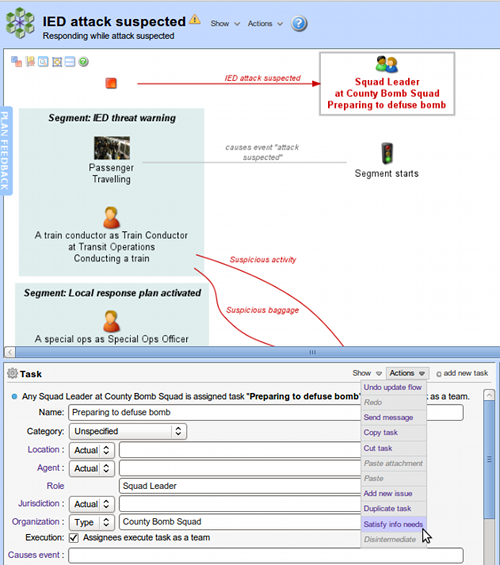 IED attack suspected
Show
Actions
Responding while attack suspected
PLAN FEEDBACK
IED attack suspected
Squad Leader
at County Bomb Squad
Preparing to defuse bomb
Segment: IED threat warning
Passenger
Travelling
causes event "attack
suspected"
Segment starts
A train conductor as Train Conductor
at Transit Operations
Conducting a train
Suspicious activity
Suspicious baggage
Segment: Local response plan activated
A special ops as Special Ops Officer
Task
Show
Actions
add new task
Any Squad Leader at County Bomb Squad is assigned task "Preparing to defuse bomb" as a team.
Name: Preparing to defuse bomb
Category: Unspecified
Location : Actual
Agent : Actual
Role Squad Leader
Jurisdiction : Actual
Organization : Type County Bomb Squad
Execution: Assignees execute task as a team
Causes event :
Undo update flow
Redo
Send message
Copy task
Cut task
Paste attachment
Paste
Add new issue
Duplicate task
Satisfy info needs
Disintermediate